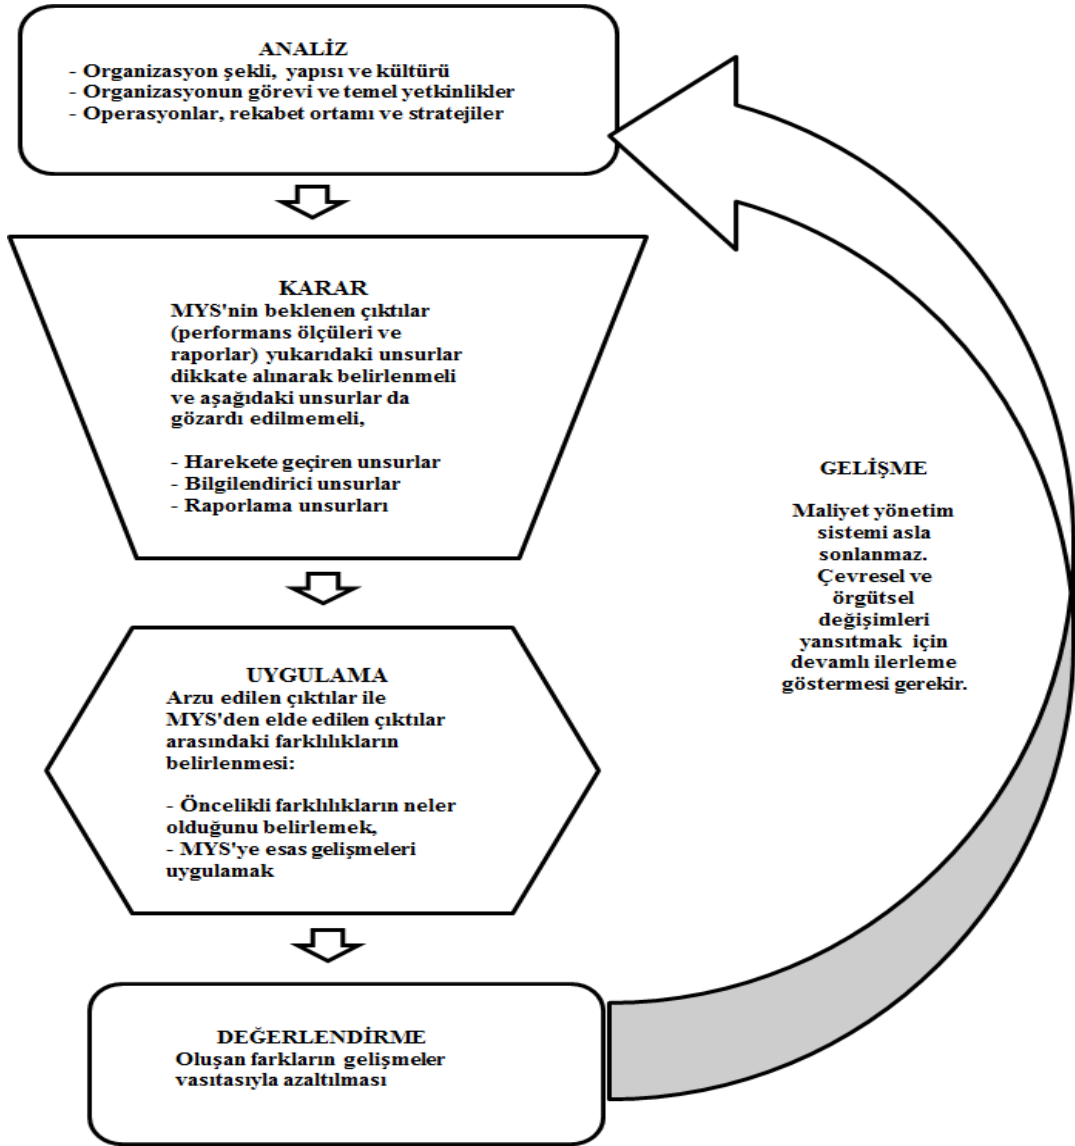 ANALİZ
- Organizasyon şekli, yapısı ve kültürü
- Organizasyonun görevi ve temel yetkinlikler
- Operasyonlar, rekabet ortamı ve stratejiler
KARAR
MYS'nin beklenen çıktılar
(performans ölçüleri ve
raporlar) yukarıdaki unsurlar
dikkate alınarak belirlenmeli
ve aşağıdaki unsurlar da
gözardı edilmemeli,
- Harekete geçiren unsurlar
- Bilgilendirici unsurlar
- Raporlama unsurları
UYGULAMA
Arzu edilen çıktılar ile
MYS'den elde edilen çıktılar
arasındaki farklılıkların
belirlenmesi:
- Öncelikli farklılıkların neler
olduğunu belirlemek,
- MYS'ye esas gelişmeleri
uygulamak
DEĞERLENDİRME
Oluşan farkların gelişmeler
vasıtasıyla azaltılması
GELİŞME
Maliyet yönetim
sistemi asla
sonlanmaz.
Çevresel ve
örgütsel
değişimleri
yansıtmak için
devamlı ilerleme
göstermesi gerekir.